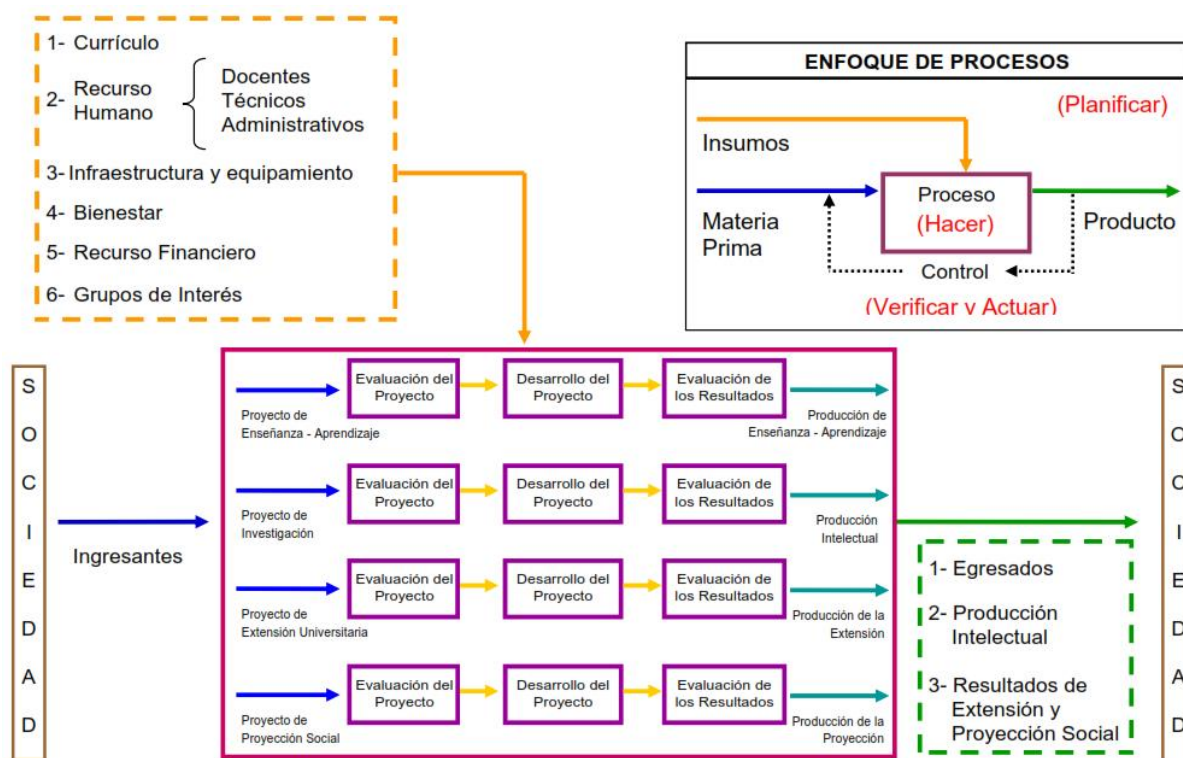 1- Currículo
2- Recurso
Humano
Docentes
Técnicos
Administrativos
3- Infraestructura y equipamiento
4- Bienestar
5- Recurso Financiero
6- Grupos de Interés
ENFOQUE DE PROCESOS
(Planificar)
Insumos
Materia
Prima
Proceso
(Hacer)
Producto
Control
(Verificar y Actuar)
SOCIEDAD
Ingresantes
Proyecto de
Enseñanza - Aprendizaje
Evaluación del
Proyecto
Desarrollo del
Proyecto
Evaluación de
los Resultados
Producción de
Enseñanza - Aprendizaje
Proyecto de
Investigación
Evaluación del
Proyecto
Desarrollo del
Proyecto
Evaluación de
los Resultados
Producción
Intelectual
Proyecto de
Extensión Universitaria
Evaluación del
Proyecto
Desarrollo del
Proyecto
Evaluación de
los Resultados
Producción de la
Extensión
Proyecto de
Proyección Social
Evaluación del
Proyecto
Desarrollo del
Proyecto
Evaluación de
los Resultados
Producción de la
Proyección
1- Egresados
2- Producción
Intelectual
3- Resultados de
Extensión y
Proyección Social
SOCIEDAD